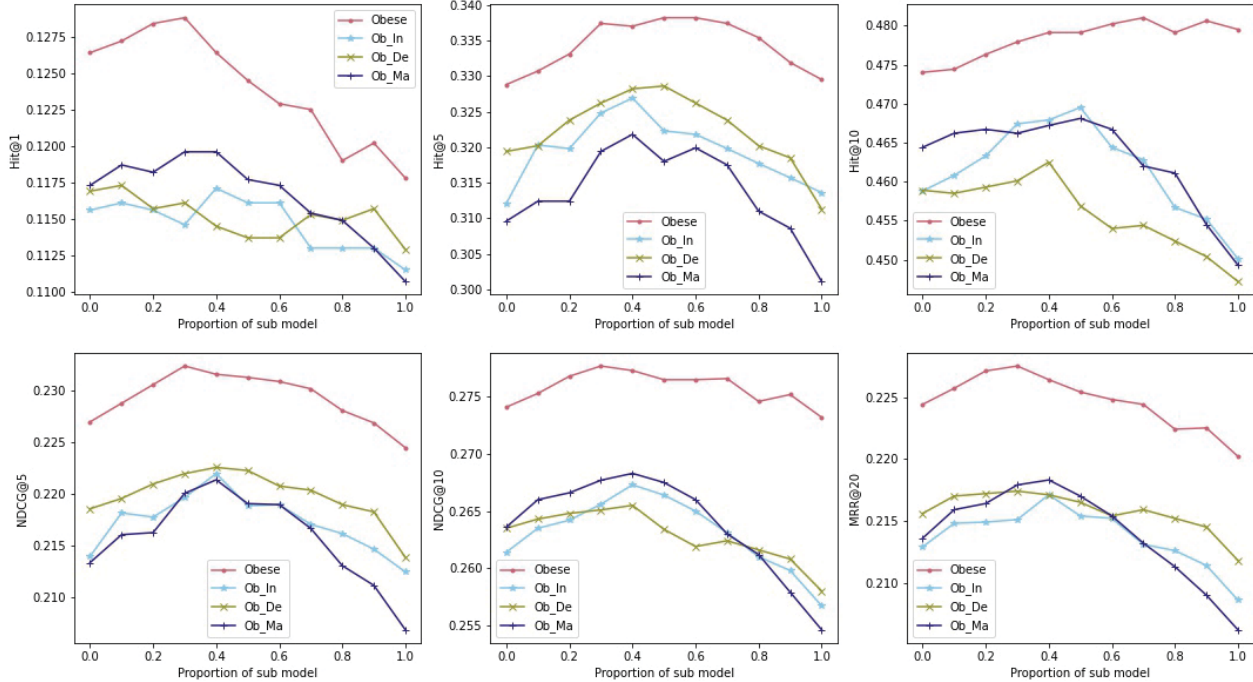 Hit@1
0.1275
0.1250
0.1225
0.1200
0.1175
0.1150
0.1125
0.1100
0.0 0.2 0.4 0.6 0.8 1.0
Proportion of sub model
Obese
Ob_In
Ob_De
Ob_Ma
Hit@5
0.340
0.335
0.330
0.325
0.320
0.315
0.310
0.305
0.300
0.0 0.2 0.4 0.6 0.8 1.0
Proportion of sub model
Obese
Ob_In
Ob_De
Ob_Ma
Hit@10
0.480
0.475
0.470
0.465
0.460
0.455
0.450
0.0 0.2 0.4 0.6 0.8 1.0
Proportion of sub model
Obese
Ob_In
Ob_De
Ob_Ma
NDCG@5
0.230
0.225
0.220
0.215
0.210
0.0 0.2 0.4 0.6 0.8 1.0
Proportion of sub model
Obese
Ob_In
Ob_De
Ob_Ma
NDCG@10
0.275
0.270
0.265
0.260
0.255
0.0 0.2 0.4 0.6 0.8 1.0
Proportion of sub model
Obese
Ob_In
Ob_De
Ob_Ma
MRR@20
0.225
0.220
0.215
0.210
0.0 0.2 0.4 0.6 0.8 1.0
Proportion of sub model
Obese
Ob_In
Ob_De
Ob_Ma